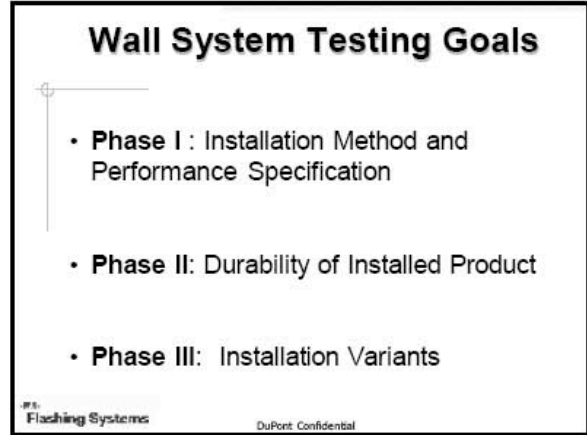 Wall System Testing Goals
• Phase I : Installation Method and
Performance Specification
• Phase II: Durability of Installed Product
• Phase III: Installation Variants
Flashing Systems
DuPont Confidential